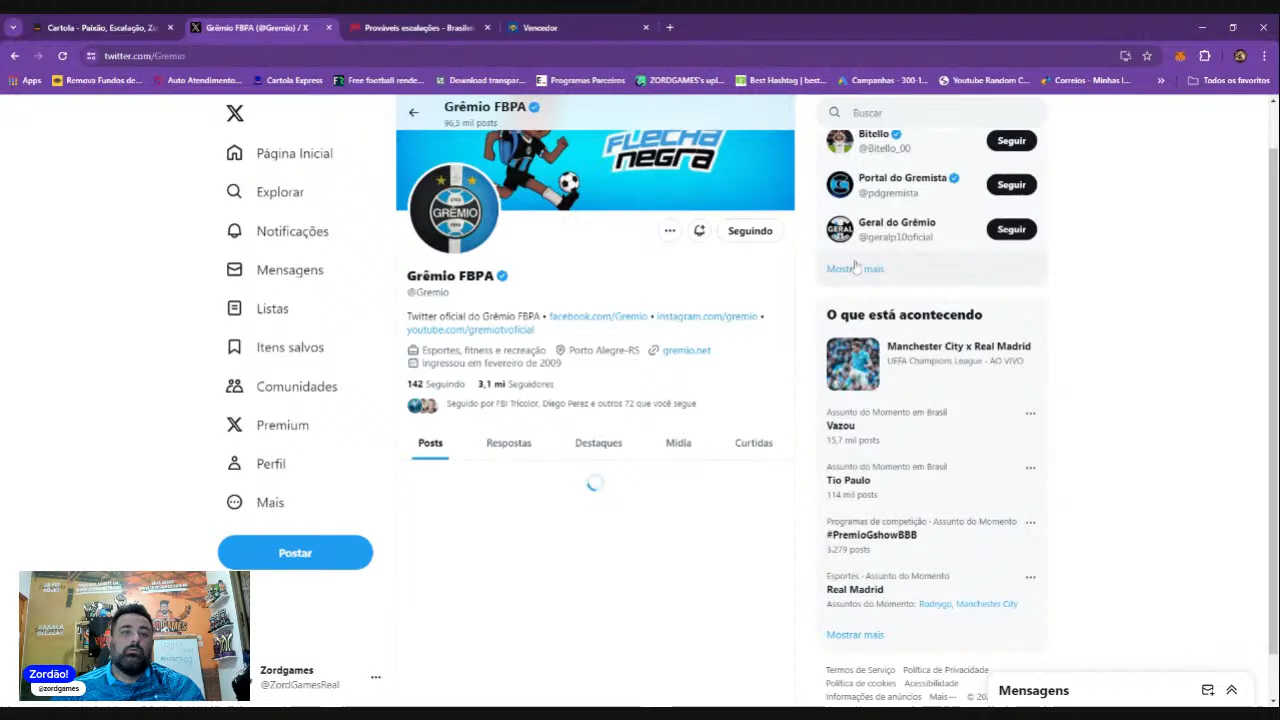 Cartola - Paixão, Escalação, Zo
Grêmio FBPA (@Gremio) / X
Prováveis escalações - Brasilei
Vencedor
twitter.com/Gremio
Apps
Remova Fundos de...
Auto Atendimento...
Cartola Express
Free football rende...
Download transpar...
Programas Parceiros
ZORDGAMES's upl...
Best Hashtag | best...
Campanhas - 300-1...
Youtube Random C...
Correios - Minhas I...
Todos os favoritos
Grêmio FBPA
96,5 mil posts
FLECHA
NEGRA
GRÊMIO
FBPA
Seguindo
Grêmio FBPA
@Gremio
Twitter oficial do Grêmio FBPA • facebook.com/Gremio • instagram.com/gremio •
youtube.com/gremiotvoficial
Esportes, fitness e recreação Porto Alegre-RS gremio.net
Ingressou em fevereiro de 2009
142 Seguindo 3,1 mi Seguidores
Seguido por FBI Tricolor, Diego Perez e outros 72 que você segue
Posts
Respostas
Destaques
Mídia
Curtidas
Página Inicial
Explorar
Notificações
Mensagens
Listas
Itens salvos
Comunidades
Premium
Perfil
Mais
Postar
Zordgames
@ZordGamesReal
Zordão!
@zordgames
Buscar
Bitello
@Bitello_00
Seguir
Portal do Gremista
@pdgremista
Seguir
GERAL
Geral do Grêmio
@geralp10oficial
Seguir
Mostrar mais
O que está acontecendo
Manchester City x Real Madrid
UEFA Champions League - AO VIVO
Assunto do Momento em Brasil
Vazou
15,7 mil posts
Assunto do Momento em Brasil
Tio Paulo
114 mil posts
Programas de competição · Assunto do Momento
#PremioGshowBBB
3.279 posts
Esportes · Assunto do Momento
Real Madrid
Assuntos do Momento: Rodrygo, Manchester City
Mostrar mais
Termos de Serviço Política de Privacidade
Política de cookies Acessibilidade
Informações de anúncios Mais ··· © 20
Mensagens